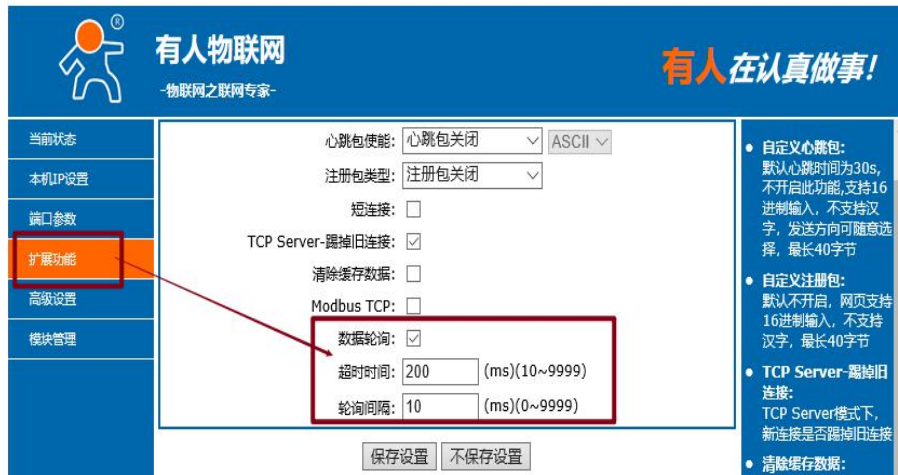 ®
有人物联网
-物联网之联网专家-
有人在认真做事!
当前状态
本机IP设置
端口参数
扩展功能
高级设置
模块管理
心跳包使能: 心跳包关闭 ASCII
注册包类型: 注册包关闭
短连接:
TCP Server-踢掉旧连接:
清除缓存数据:
Modbus TCP:
数据轮询:
超时时间: 200 (ms)(10~9999)
轮询间隔: 10 (ms)(0~9999)
保存设置 不保存设置
自定义心跳包:
默认心跳时间为30s,
不开启此功能,支持16
进制输入，不支持汉
字，发送方向可随意选
择，最长40字节
自定义注册包:
默认不开启，网页支持
16进制输入，不支持
汉字，最长40字节
TCP Server-踢掉旧
连接:
TCP Server模式下，
新连接是否踢掉旧连接
清除缓存数据: